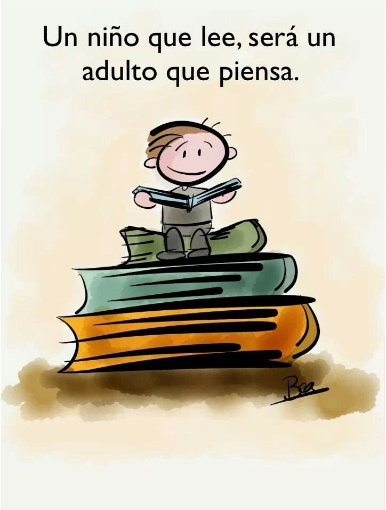 Un niño que lee, será un
adulto que piensa.
Bea